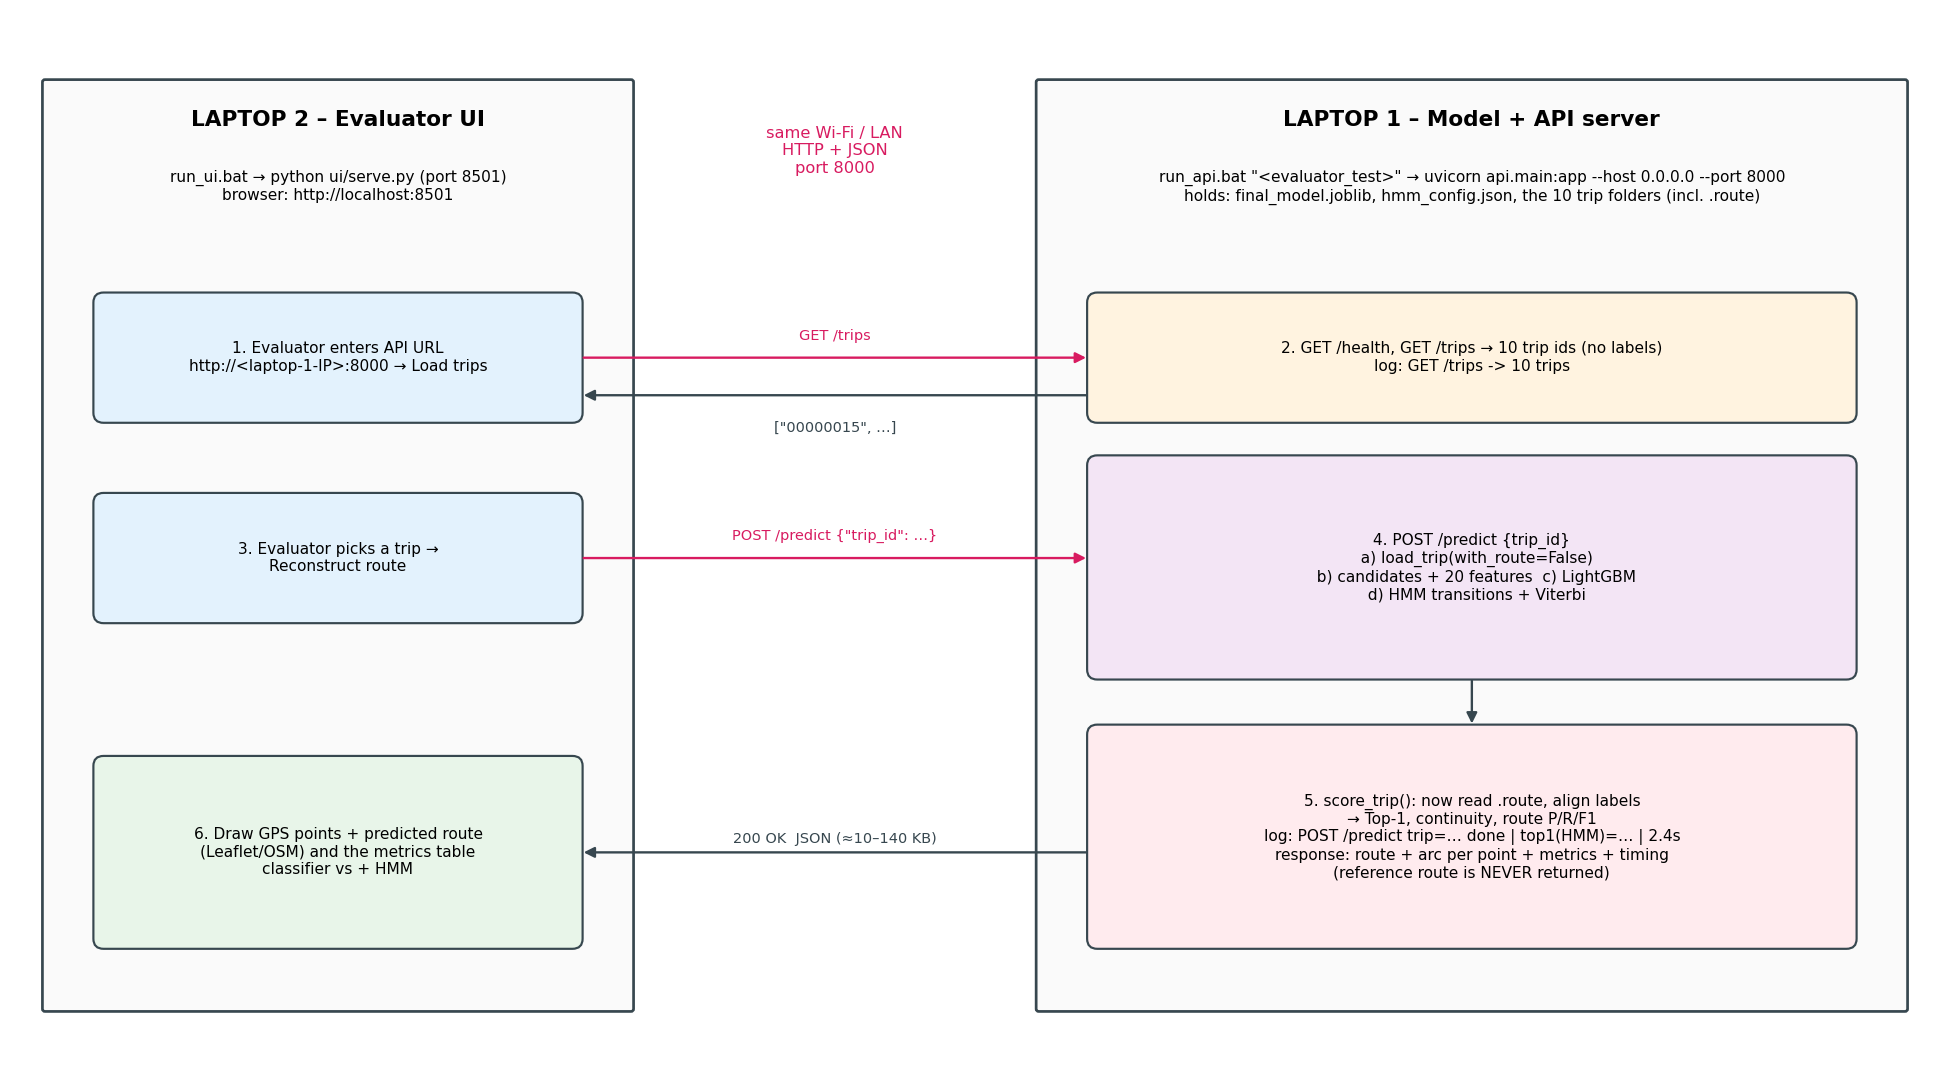 LAPTOP 2 – Evaluator UI
run_ui.bat → python ui/serve.py (port 8501)
browser: http://localhost:8501
same Wi-Fi / LAN
HTTP + JSON
port 8000
LAPTOP 1 – Model + API server
run_api.bat "<evaluator_test>" → uvicorn api.main:app --host 0.0.0.0 --port 8000
holds: final_model.joblib, hmm_config.json, the 10 trip folders (incl. .route)
1. Evaluator enters API URL
http://<laptop-1-IP>:8000 → Load trips
GET /trips
2. GET /health, GET /trips → 10 trip ids (no labels)
log: GET /trips -> 10 trips
["00000015", …]
3. Evaluator picks a trip →
Reconstruct route
POST /predict {"trip_id": …}
4. POST /predict {trip_id}
a) load_trip(with_route=False)
b) candidates + 20 features  c) LightGBM
d) HMM transitions + Viterbi
5. score_trip(): now read .route, align labels
→ Top-1, continuity, route P/R/F1
log: POST /predict trip=… done | top1(HMM)=… | 2.4s
response: route + arc per point + metrics + timing
(reference route is NEVER returned)
200 OK  JSON (≈10–140 KB)
6. Draw GPS points + predicted route
(Leaflet/OSM) and the metrics table
classifier vs + HMM